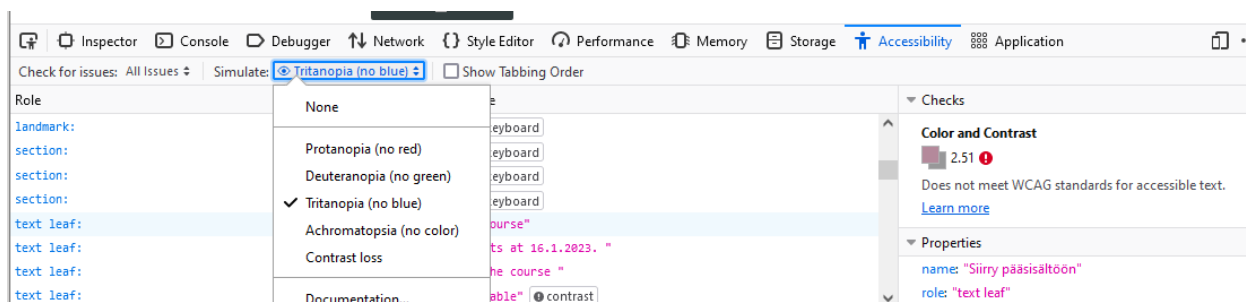 Inspector Console Debugger Network {} Style Editor Performance Memory Storage Accessibility Application
Check for issues: All Issues Simulate: Tritanopia (no blue) Show Tabbing Order
Role
None
Protanopia (no red)
Deuteranopia (no green)
Tritanopia (no blue)
Achromatopsia (no color)
Contrast loss
Documentation...
landmark:
section:
section:
section:
text leaf:
text leaf:
text leaf:
text leaf:
eyboard
eyboard
eyboard
eyboard
ourse"
ts at 16.1.2023. "
he course "
able" contrast
Checks
Color and Contrast
2.51
Does not meet WCAG standards for accessible text.
Learn more
Properties
name: "Siirry pääsisältöön"
role: "text leaf"